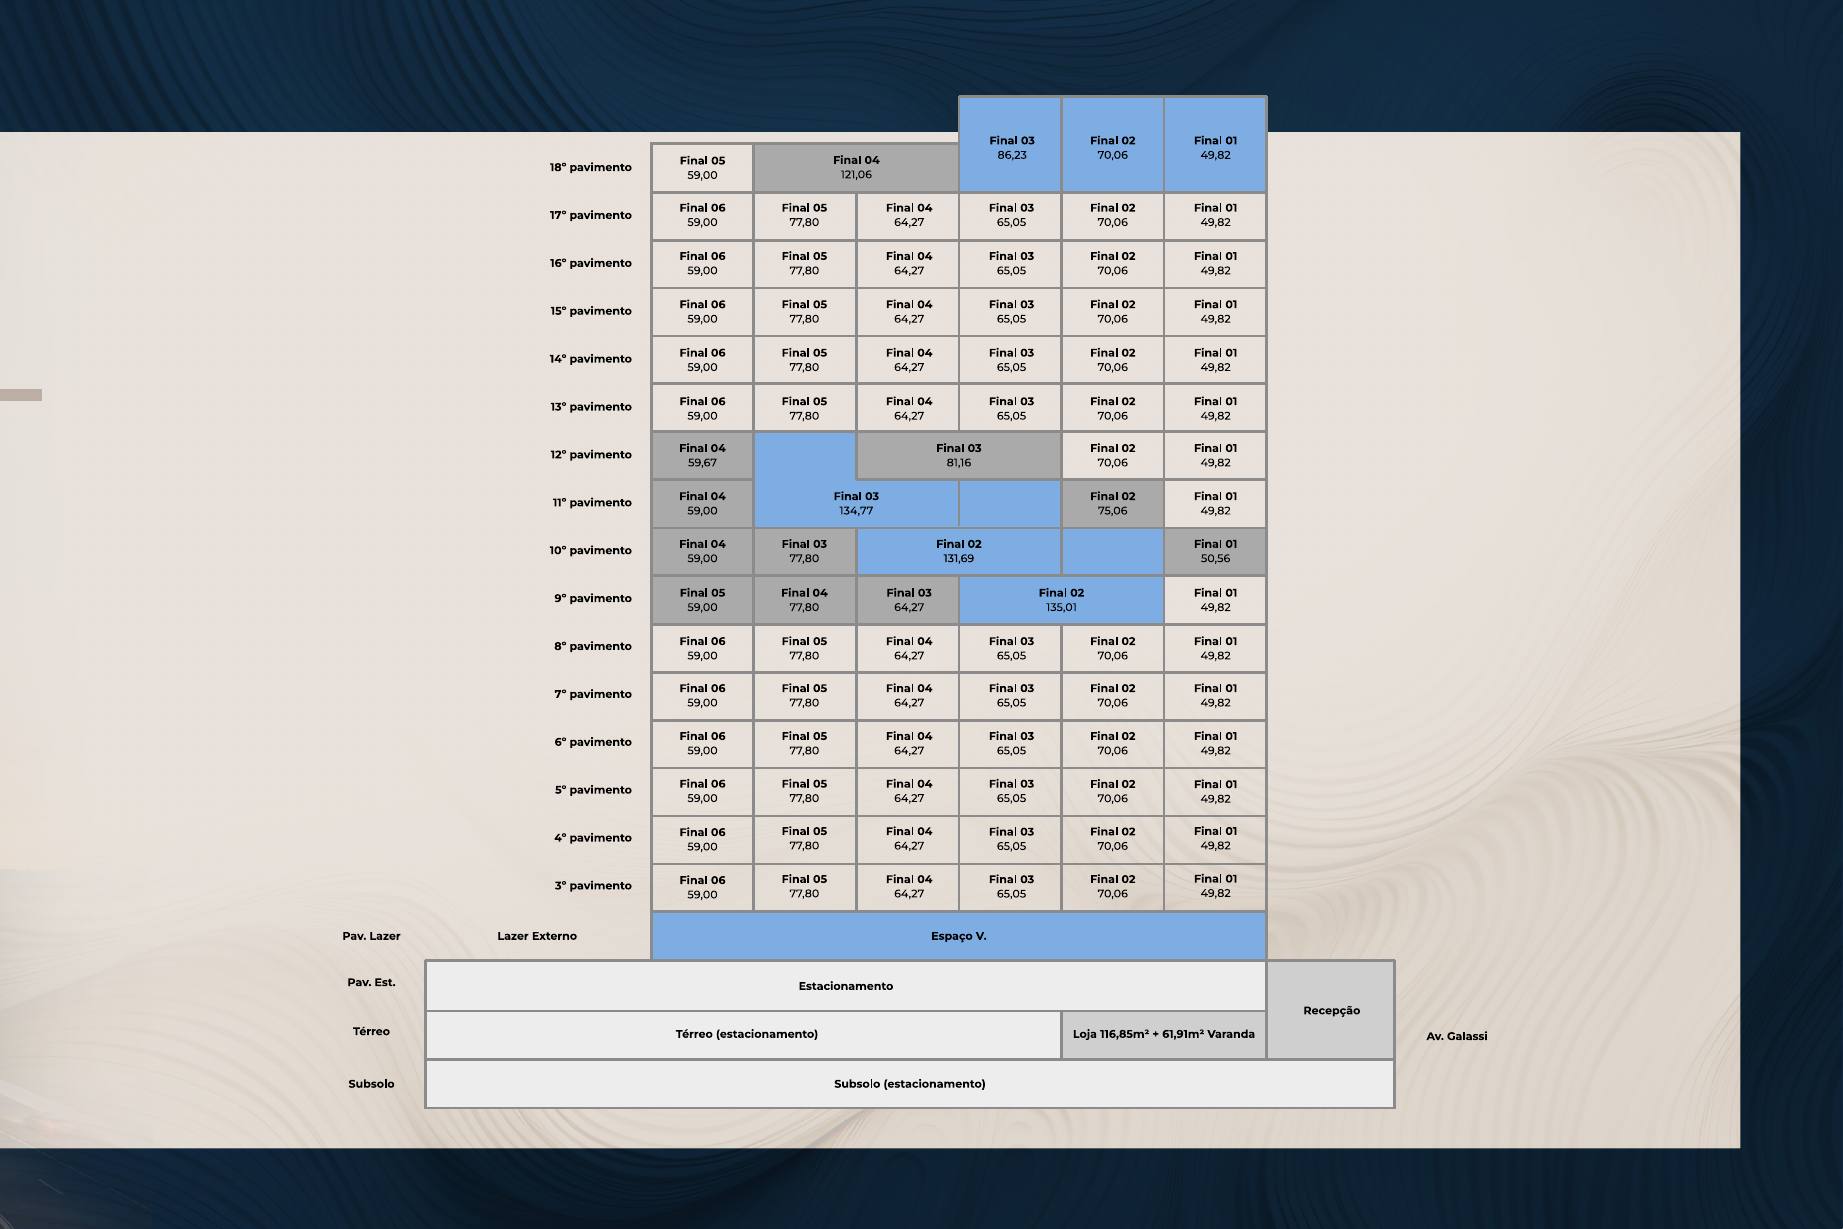 18º pavimento
Final 05
59,00
Final 04
121,06
Final 03
86,23
Final 02
70,06
Final 01
49,82
17º pavimento
Final 06
59,00
Final 05
77,80
Final 04
64,27
Final 03
65,05
Final 02
70,06
Final 01
49,82
16º pavimento
Final 06
59,00
Final 05
77,80
Final 04
64,27
Final 03
65,05
Final 02
70,06
Final 01
49,82
15º pavimento
Final 06
59,00
Final 05
77,80
Final 04
64,27
Final 03
65,05
Final 02
70,06
Final 01
49,82
14º pavimento
Final 06
59,00
Final 05
77,80
Final 04
64,27
Final 03
65,05
Final 02
70,06
Final 01
49,82
13º pavimento
Final 06
59,00
Final 05
77,80
Final 04
64,27
Final 03
65,05
Final 02
70,06
Final 01
49,82
12º pavimento
Final 04
59,67
Final 03
81,16
Final 02
70,06
Final 01
49,82
11º pavimento
Final 04
59,00
Final 03
134,77
Final 02
75,06
Final 01
49,82
10º pavimento
Final 04
59,00
Final 03
77,80
Final 02
131,69
Final 01
50,56
9º pavimento
Final 05
59,00
Final 04
77,80
Final 03
64,27
Final 02
135,01
Final 01
49,82
8º pavimento
Final 06
59,00
Final 05
77,80
Final 04
64,27
Final 03
65,05
Final 02
70,06
Final 01
49,82
7º pavimento
Final 06
59,00
Final 05
77,80
Final 04
64,27
Final 03
65,05
Final 02
70,06
Final 01
49,82
6º pavimento
Final 06
59,00
Final 05
77,80
Final 04
64,27
Final 03
65,05
Final 02
70,06
Final 01
49,82
5º pavimento
Final 06
59,00
Final 05
77,80
Final 04
64,27
Final 03
65,05
Final 02
70,06
Final 01
49,82
4º pavimento
Final 06
59,00
Final 05
77,80
Final 04
64,27
Final 03
65,05
Final 02
70,06
Final 01
49,82
3º pavimento
Final 06
59,00
Final 05
77,80
Final 04
64,27
Final 03
65,05
Final 02
70,06
Final 01
49,82
Pav. Lazer
Lazer Externo
Espaço V.
Pav. Est.
Estacionamento
Recepção
Térreo
Térreo (estacionamento)
Loja 116,85m² + 61,91m² Varanda
Av. Galassi
Subsolo
Subsolo (estacionamento)